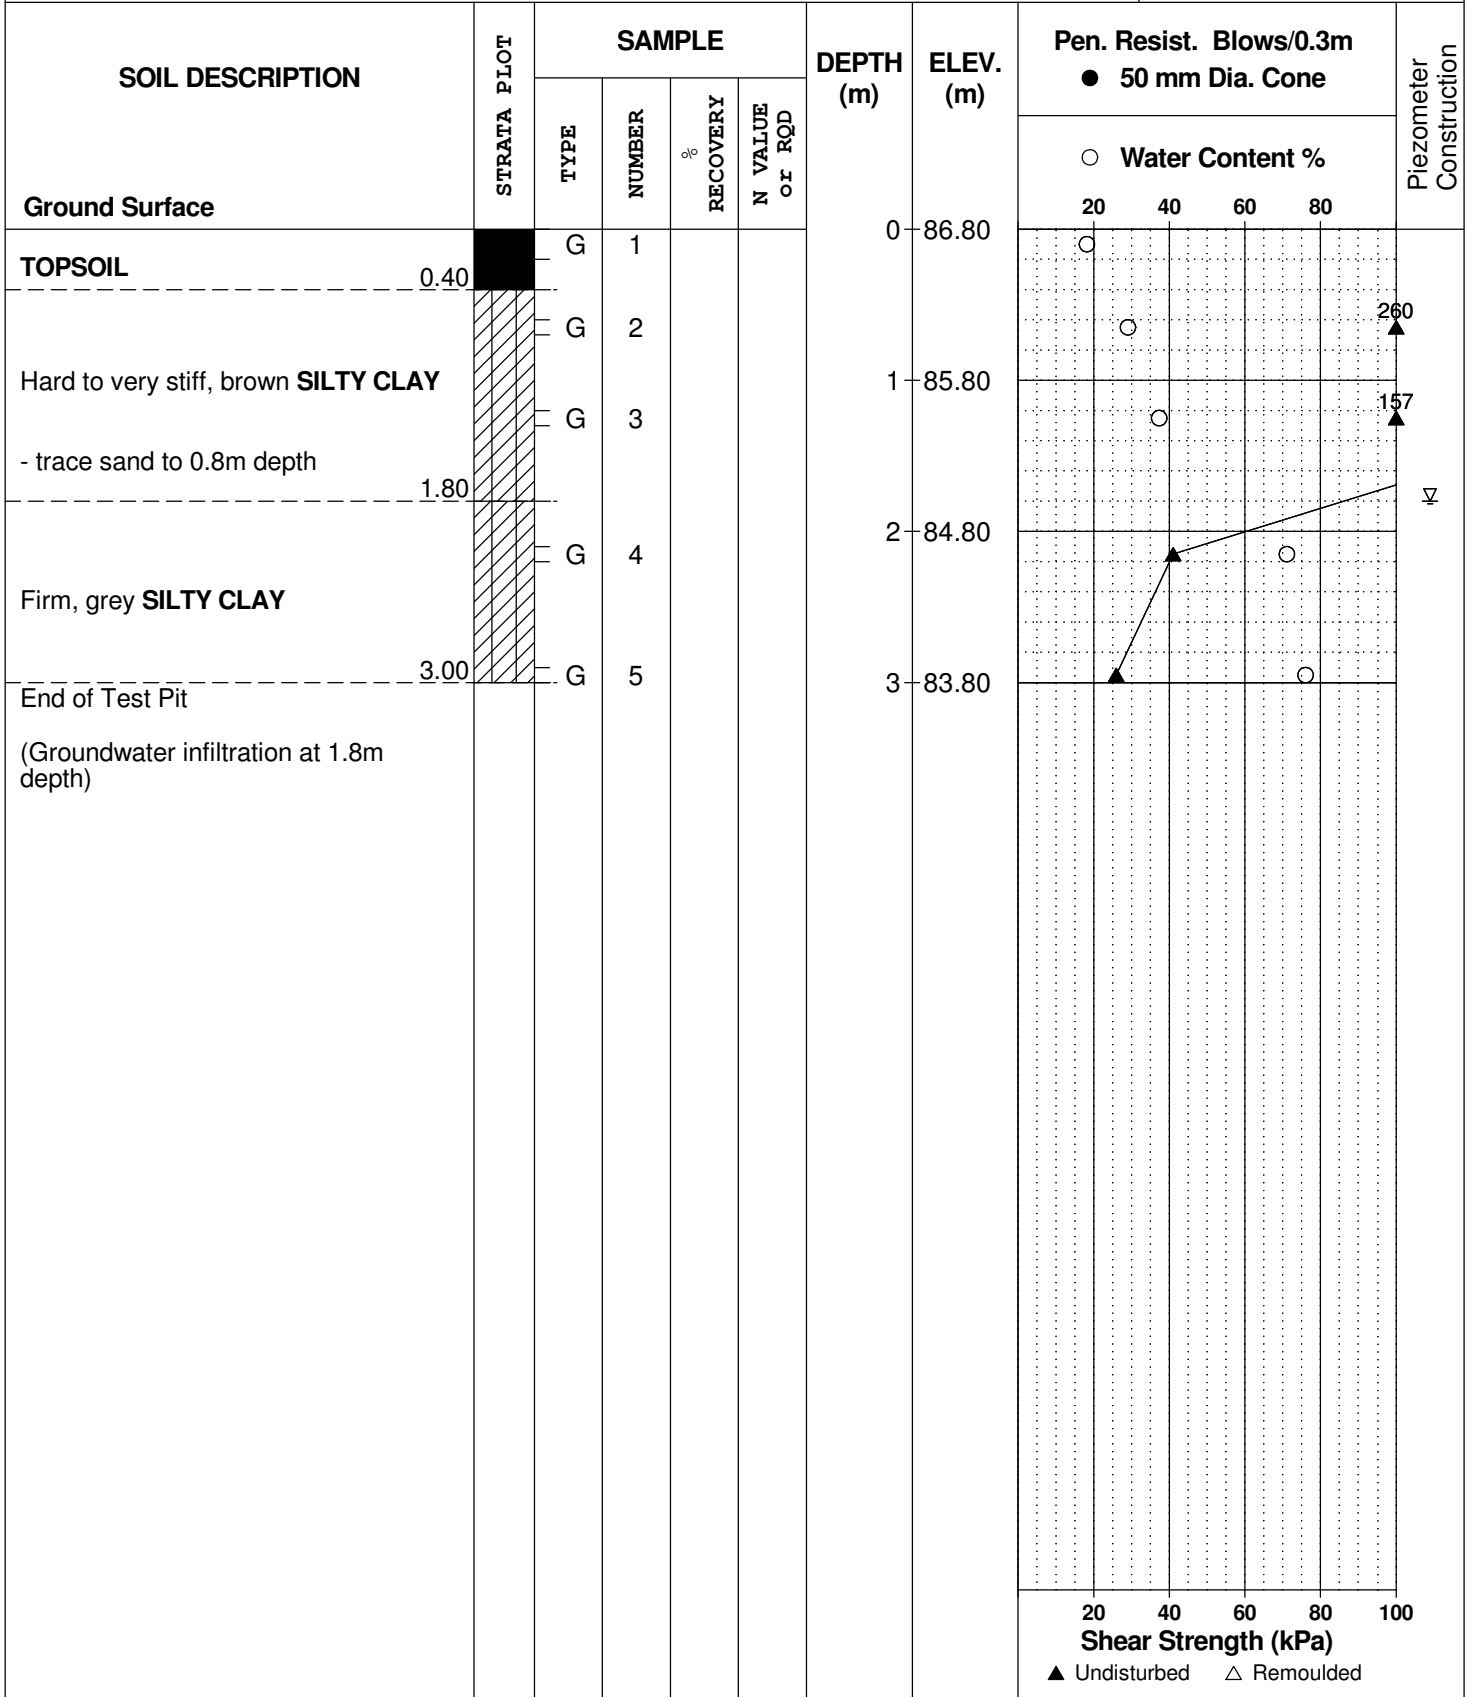 SOIL DESCRIPTION
STRATA PLOT
SAMPLE
TYPE
NUMBER
%
RECOVERY
N VALUE
or RQD
DEPTH
(m)
ELEV.
(m)
Pen. Resist. Blows/0.3m
● 50 mm Dia. Cone
○ Water Content %
Piezometer
Construction
Ground Surface
20 40 60 80
0 86.80
G 1
TOPSOIL
0.40
260
G 2
Hard to very stiff, brown SILTY CLAY
1 85.80
157
G 3
- trace sand to 0.8m depth
1.80
2 84.80
G 4
Firm, grey SILTY CLAY
3.00
G 5
3 83.80
End of Test Pit
(Groundwater infiltration at 1.8m
depth)
20 40 60 80 100
Shear Strength (kPa)
▲ Undisturbed △ Remoulded